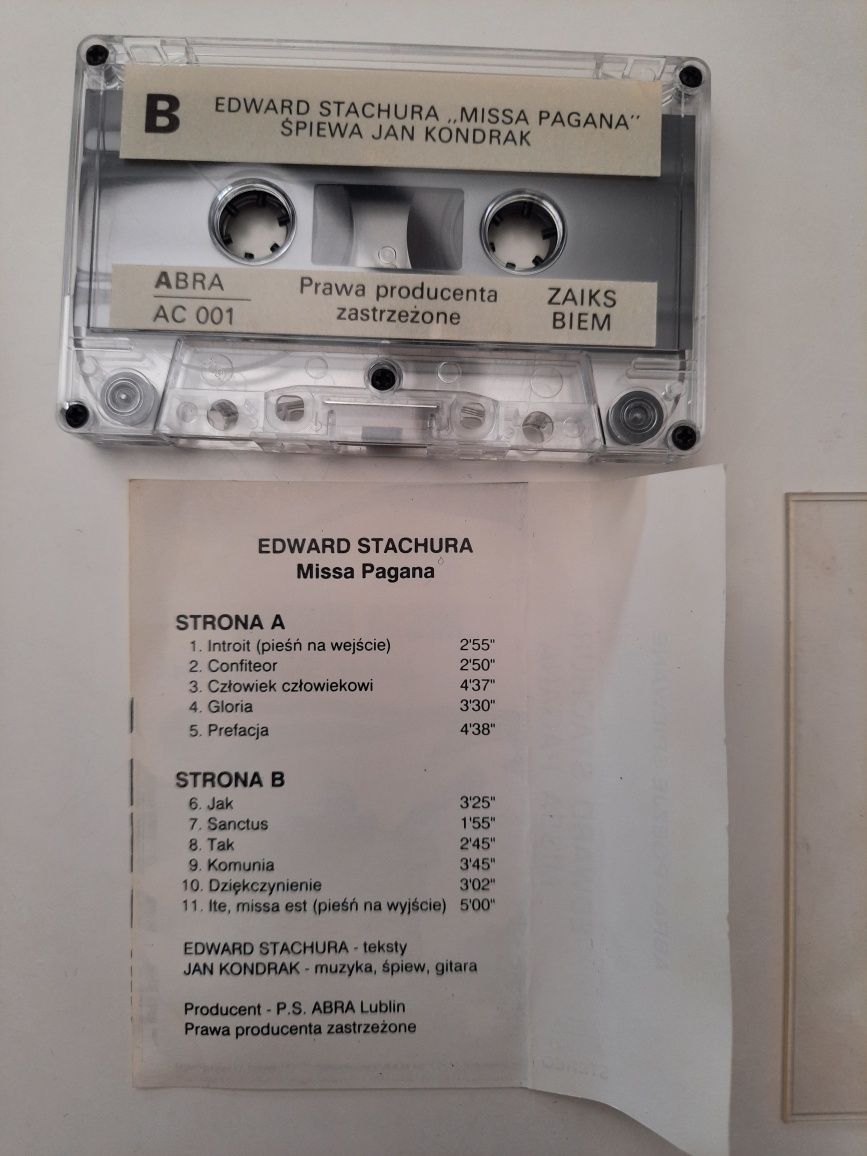 B
EDWARD STACHURA „MISSA PAGANA"
ŚPIEWA JAN KONDRAK
ABRA
AC 001
Prawa producenta
zastrzeżone
ZAIKS
BIEM
EDWARD STACHURA
Missa Pagana
STRONA A
1. Introit (pieśń na wejście) 2'55"
2. Confiteor 2'50"
3. Człowiek człowiekowi 4'37"
4. Gloria 3'30"
5. Prefacja 4'38"
STRONA B
6. Jak 3'25"
7. Sanctus 1'55"
8. Tak 2'45"
9. Komunia 3'45"
10. Dziękczynienie 3'02"
11. Ite, missa est (pieśń na wyjście) 5'00"
EDWARD STACHURA - teksty
JAN KONDRAK - muzyka, śpiew, gitara
Producent - P.S. ABRA Lublin
Prawa producenta zastrzeżone
STEREO